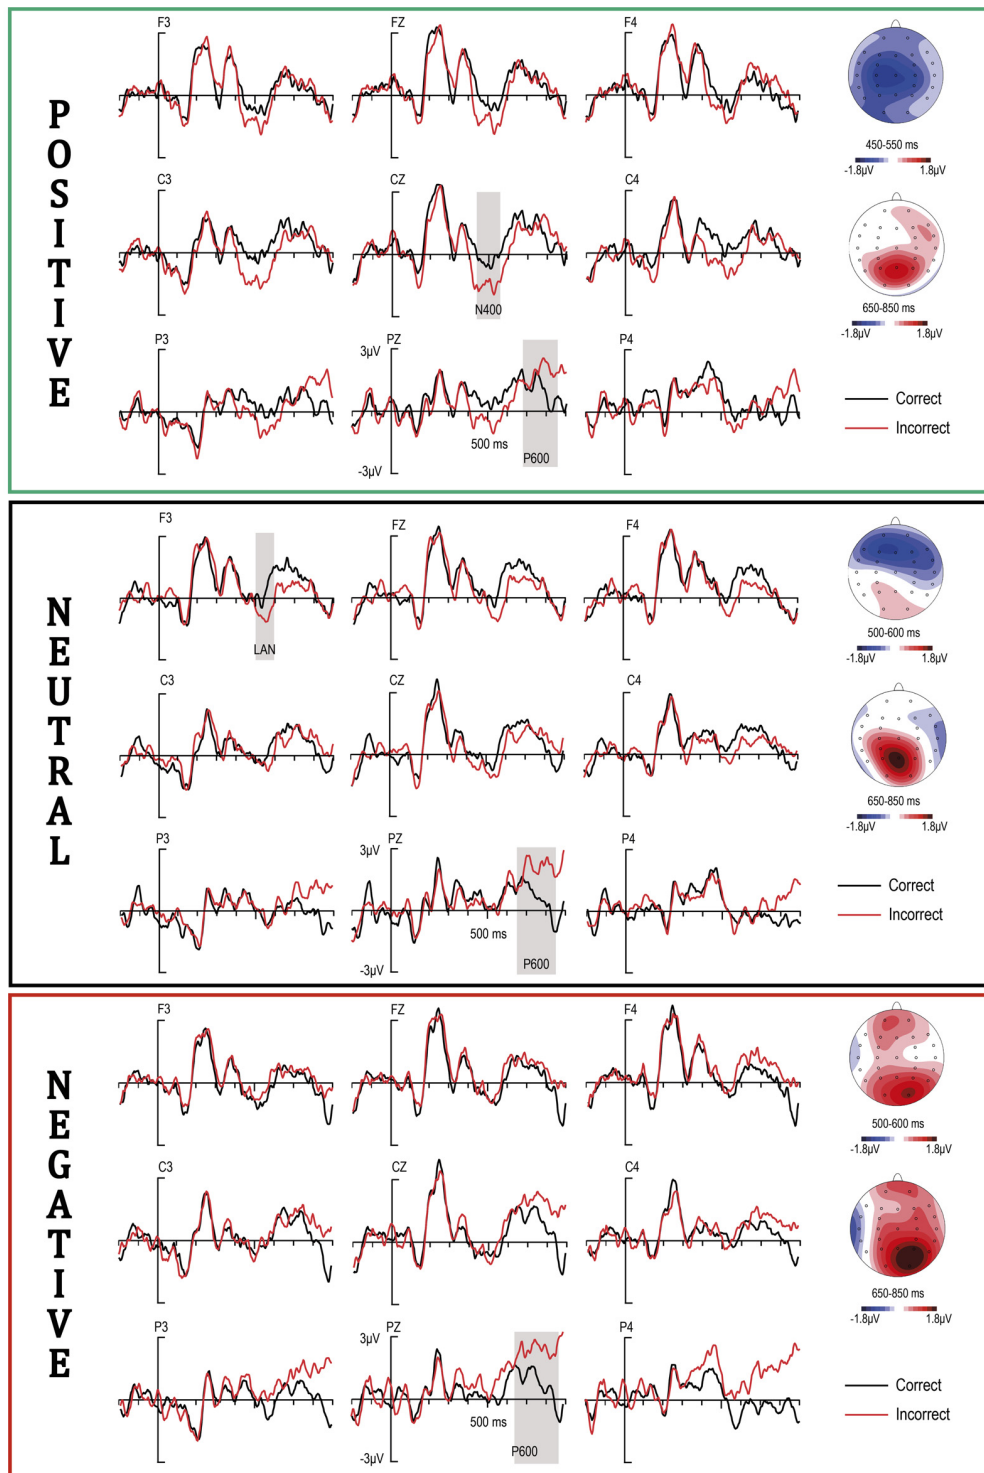 POSITIVE
F3 FZ F4
450-550 ms
-1.8µV 1.8µV
C3 CZ C4
N400
650-850 ms
-1.8µV 1.8µV
P3 PZ P4
3µV
500 ms
-3µV
P600
Correct
Incorrect
NEUTRAL
F3 FZ F4
LAN
500-600 ms
-1.8µV 1.8µV
C3 CZ C4
650-850 ms
-1.8µV 1.8µV
P3 PZ P4
3µV
500 ms
-3µV
P600
Correct
Incorrect
NEGATIVE
F3 FZ F4
500-600 ms
-1.8µV 1.8µV
C3 CZ C4
650-850 ms
-1.8µV 1.8µV
P3 PZ P4
3µV
500 ms
-3µV
P600
Correct
Incorrect